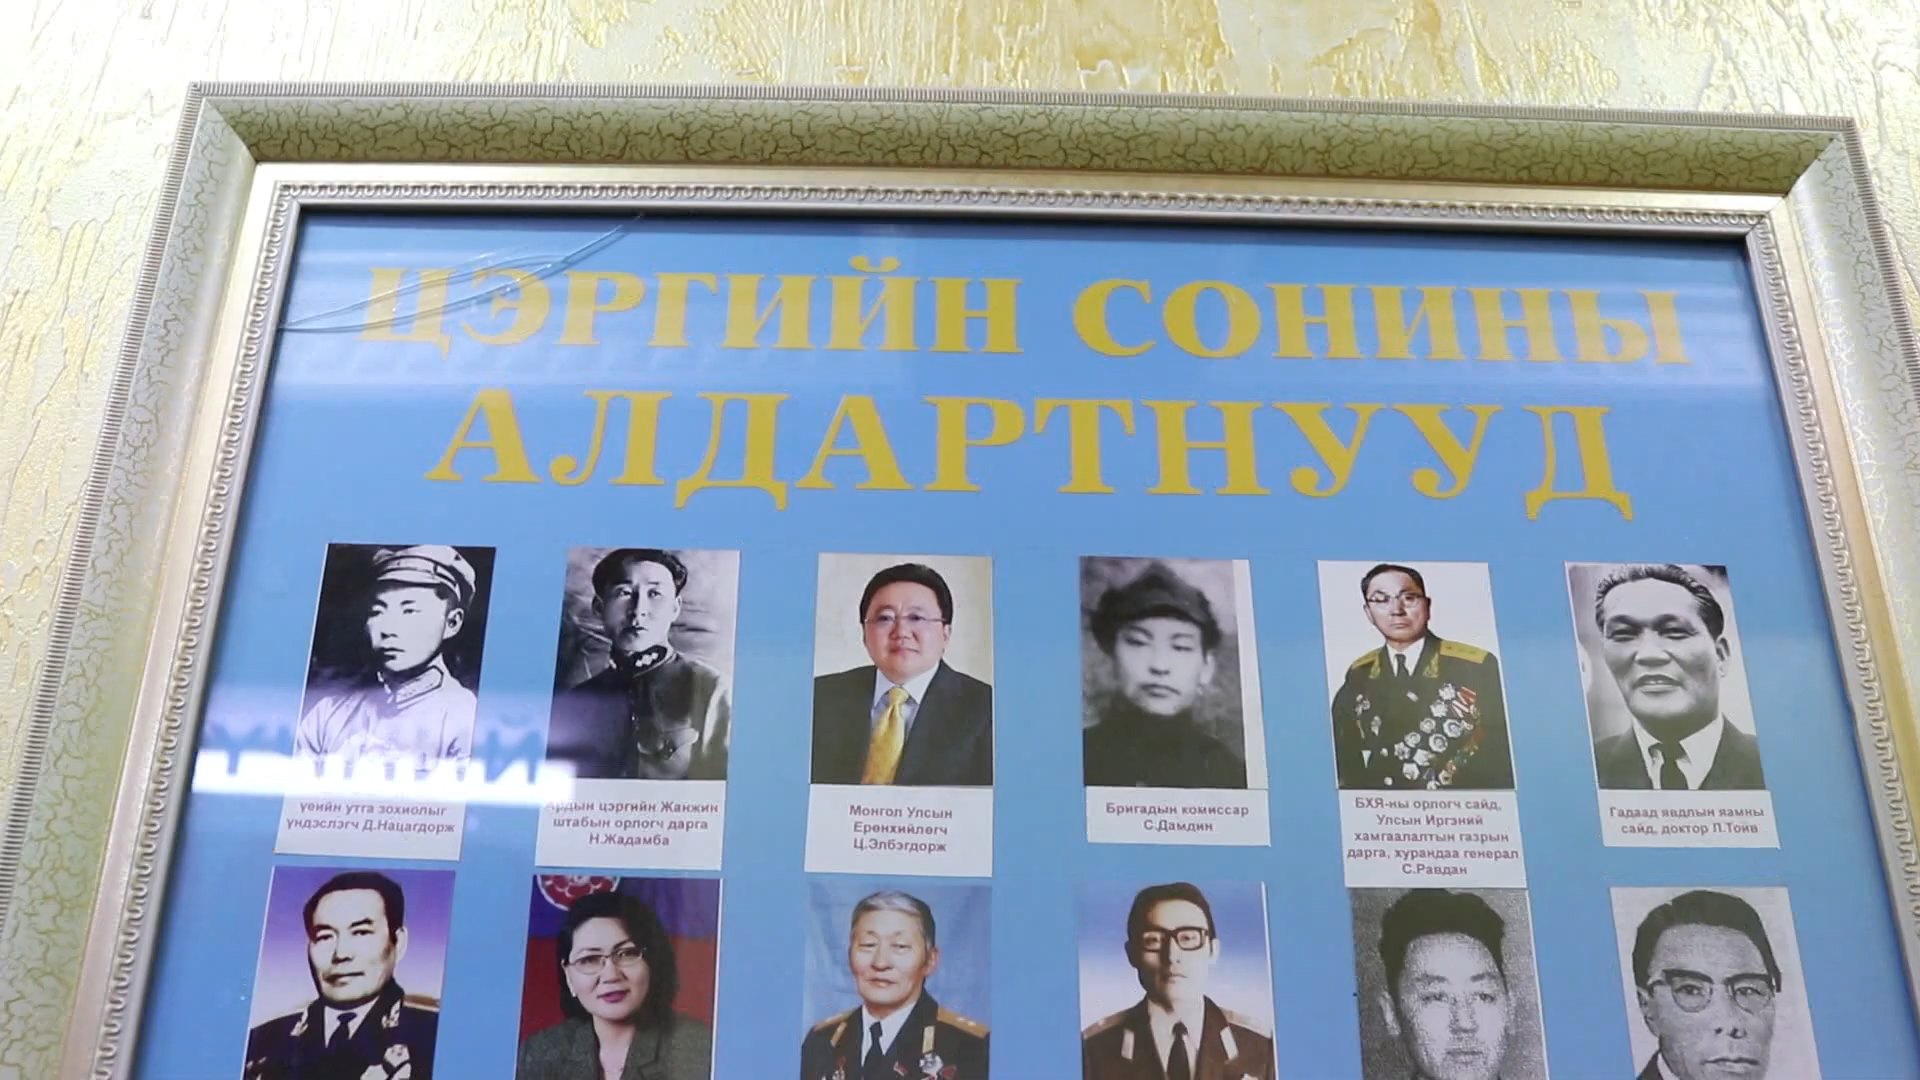 ЦЭРГИЙН СОНИНЫ
АЛДАРТНУУД
үеийн утга зохиолыг
үндэслэгч Д.Нацагдорж
Ардын цэргийн Жанжин
штабын орлогч дарга
Н.Жадамба
Монгол Улсын
Ерөнхийлөгч
Ц.Элбэгдорж
Бригадын комиссар
С.Дамдин
БХЯ-ны орлогч сайд,
Улсын Иргэний
хамгаалалтын газрын
дарга, хурандаа генерал
С.Равдан
Гадаад явдлын яамны
сайд, доктор П.Тойв